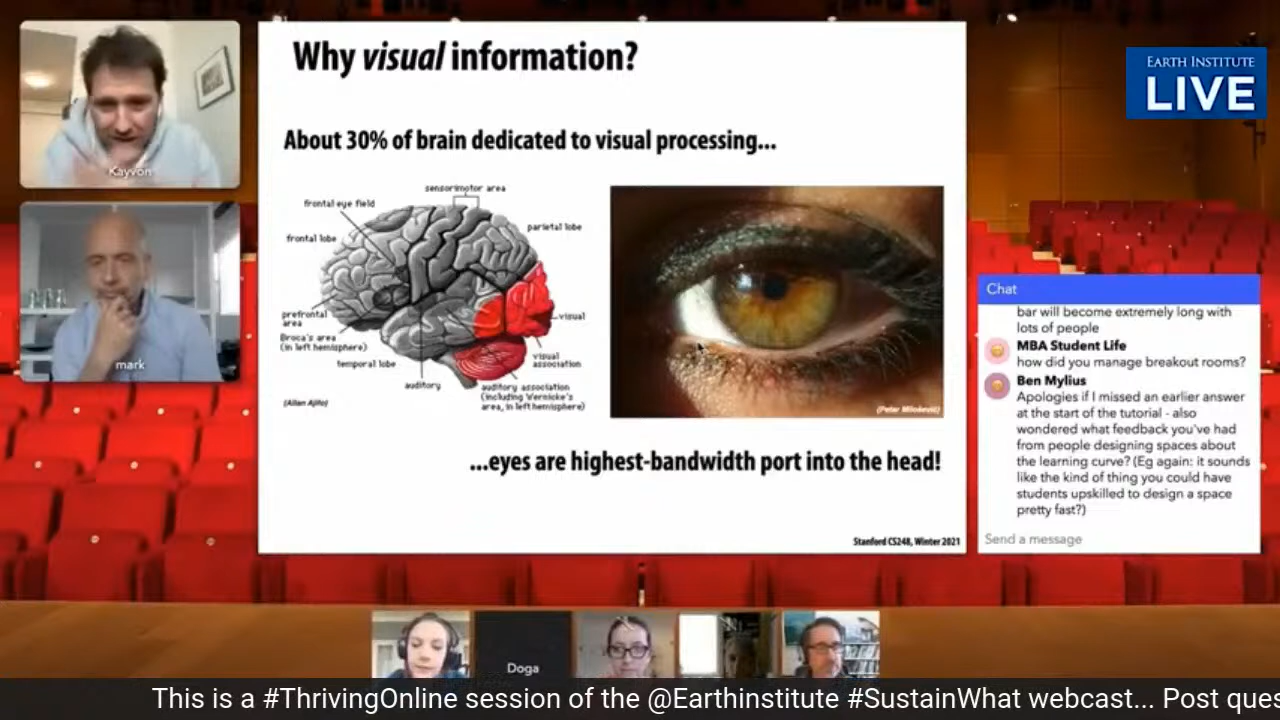 Kayvon
mark
Why visual information?
About 30% of brain dedicated to visual processing...
sensorimotor area
frontal eye field
parietal lobe
frontal lobe
prefrontal
area
visual
Broca's area
(in left hemisphere)
visual
association
temporal lobe
auditory
auditory association
(including Wernicke's
area, in left hemisphere)
(Allan Ajifo)
(Petar Milošević)
...eyes are highest-bandwidth port into the head!
Stanford CS248, Winter 2021
EARTH INSTITUTE
LIVE
Chat
bar will become extremely long with
lots of people
MBA Student Life
how did you manage breakout rooms?
Ben Mylius
Apologies if I missed an earlier answer
at the start of the tutorial - also
wondered what feedback you've had
from people designing spaces about
the learning curve? (Eg again: it sounds
like the kind of thing you could have
students upskilled to design a space
pretty fast?)
Send a message
Doga
This is a #ThrivingOnline session of the @Earthinstitute #SustainWhat webcast... Post ques